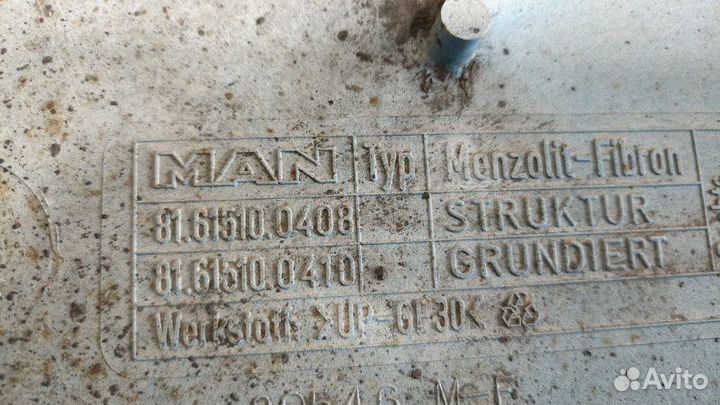 MAN Typ Menzolit-Fibron
81.61510.0408 STRUKTUR
81.61510.0410 GRUNDIERT
Werkstoff: >UP-GF30<
Avito